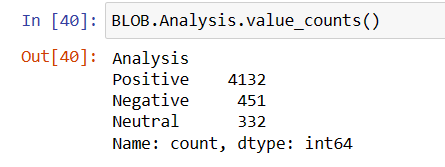 In [40]: BLOB.Analysis.value_counts()
Out[40]: Analysis
Positive    4132
Negative     451
Neutral      332
Name: count, dtype: int64